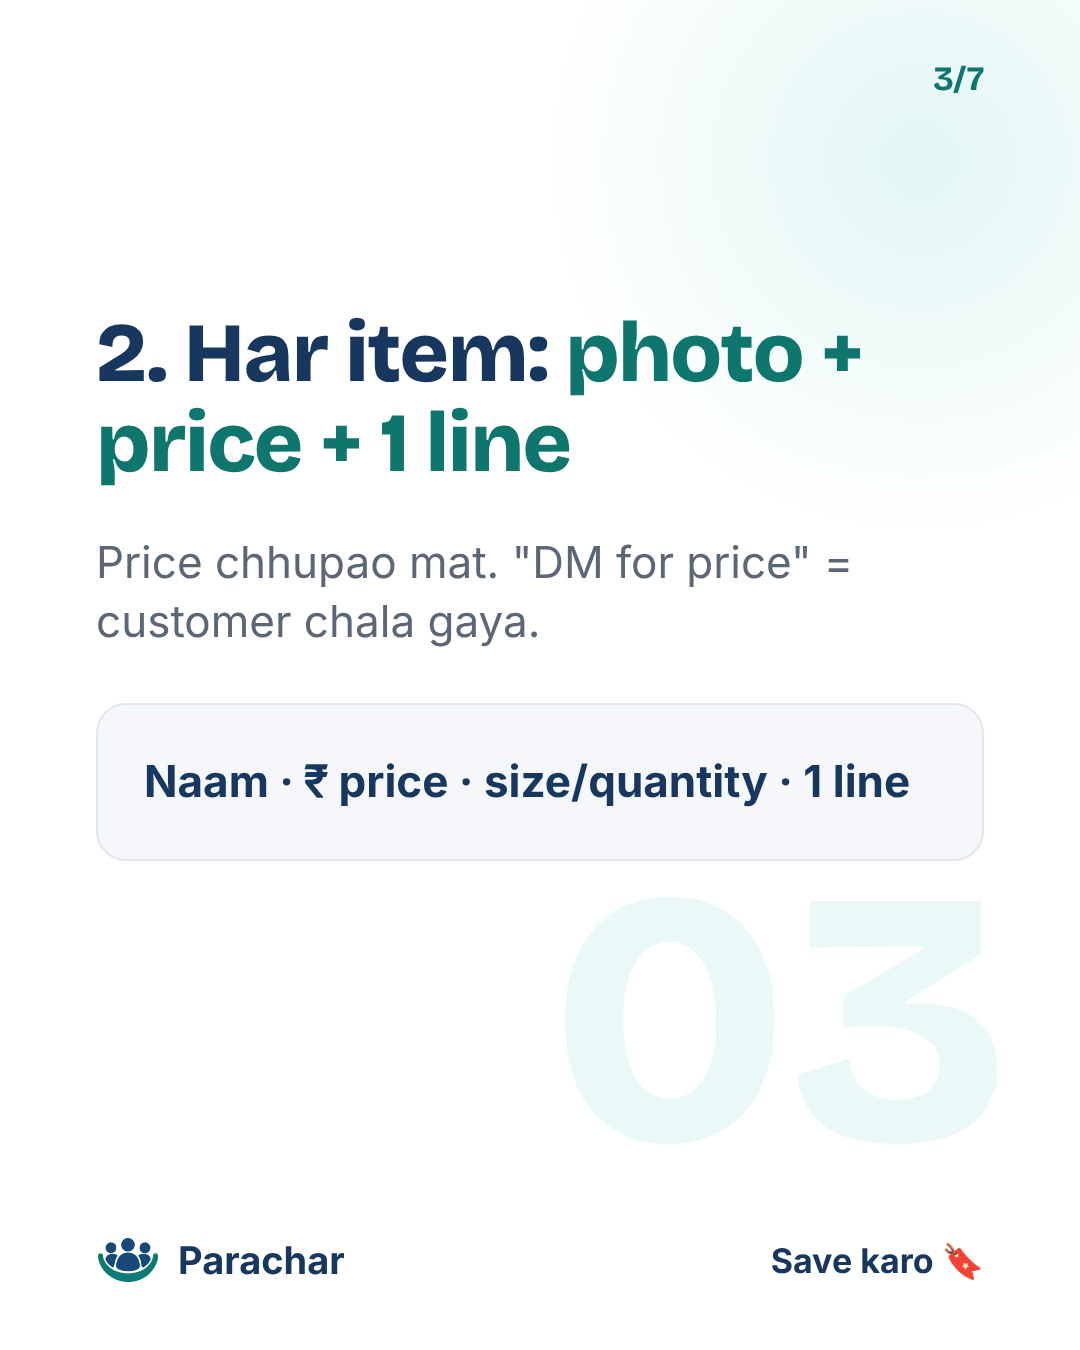 3/7
2. Har item: photo +
price + 1 line
Price chhupao mat. "DM for price" =
customer chala gaya.
Naam · ₹ price · size/quantity · 1 line
03
Parachar
Save karo 🔖